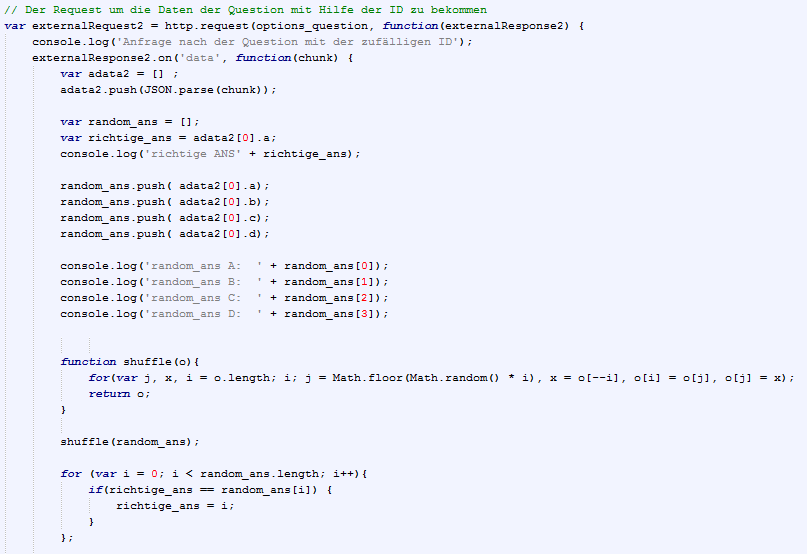 // Der Request um die Daten der Question mit Hilfe der ID zu bekommen
var externalRequest2 = http.request(options_question, function(externalResponse2) {
    console.log('Anfrage nach der Question mit der zufälligen ID');
    externalResponse2.on('data', function(chunk) {
        var adata2 = [] ;
        adata2.push(JSON.parse(chunk));

        var random_ans = [];
        var richtige_ans = adata2[0].a;
        console.log('richtige ANS' + richtige_ans);

        random_ans.push( adata2[0].a);
        random_ans.push( adata2[0].b);
        random_ans.push( adata2[0].c);
        random_ans.push( adata2[0].d);

        console.log('random_ans A:  ' + random_ans[0]);
        console.log('random_ans B:  ' + random_ans[1]);
        console.log('random_ans C:  ' + random_ans[2]);
        console.log('random_ans D:  ' + random_ans[3]);


        function shuffle(o){
            for(var j, x, i = o.length; i; j = Math.floor(Math.random() * i), x = o[--i], o[i] = o[j], o[j] = x);
            return o;
        }

        shuffle(random_ans);

        for (var i = 0; i < random_ans.length; i++){
            if(richtige_ans == random_ans[i]) {
                richtige_ans = i;
            }
        };